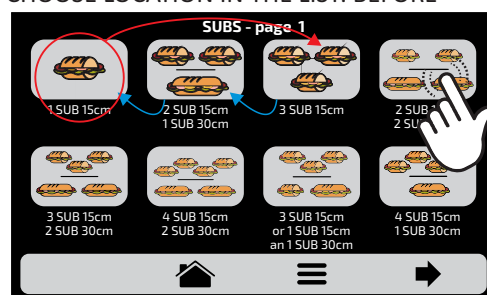 CHOOSE LOCATION IN THE LIST. BEFORE
SUBS - page 1
1 SUB 15cm
2 SUB 15cm
1 SUB 30cm
3 SUB 15cm
2 SUB
2 SU
3 SUB 15cm
2 SUB 30cm
4 SUB 15cm
2 SUB 30cm
3 SUB 15cm
or 1 SUB 15cm
an 1 SUB 30cm
4 SUB 15cm
1 SUB 30cm